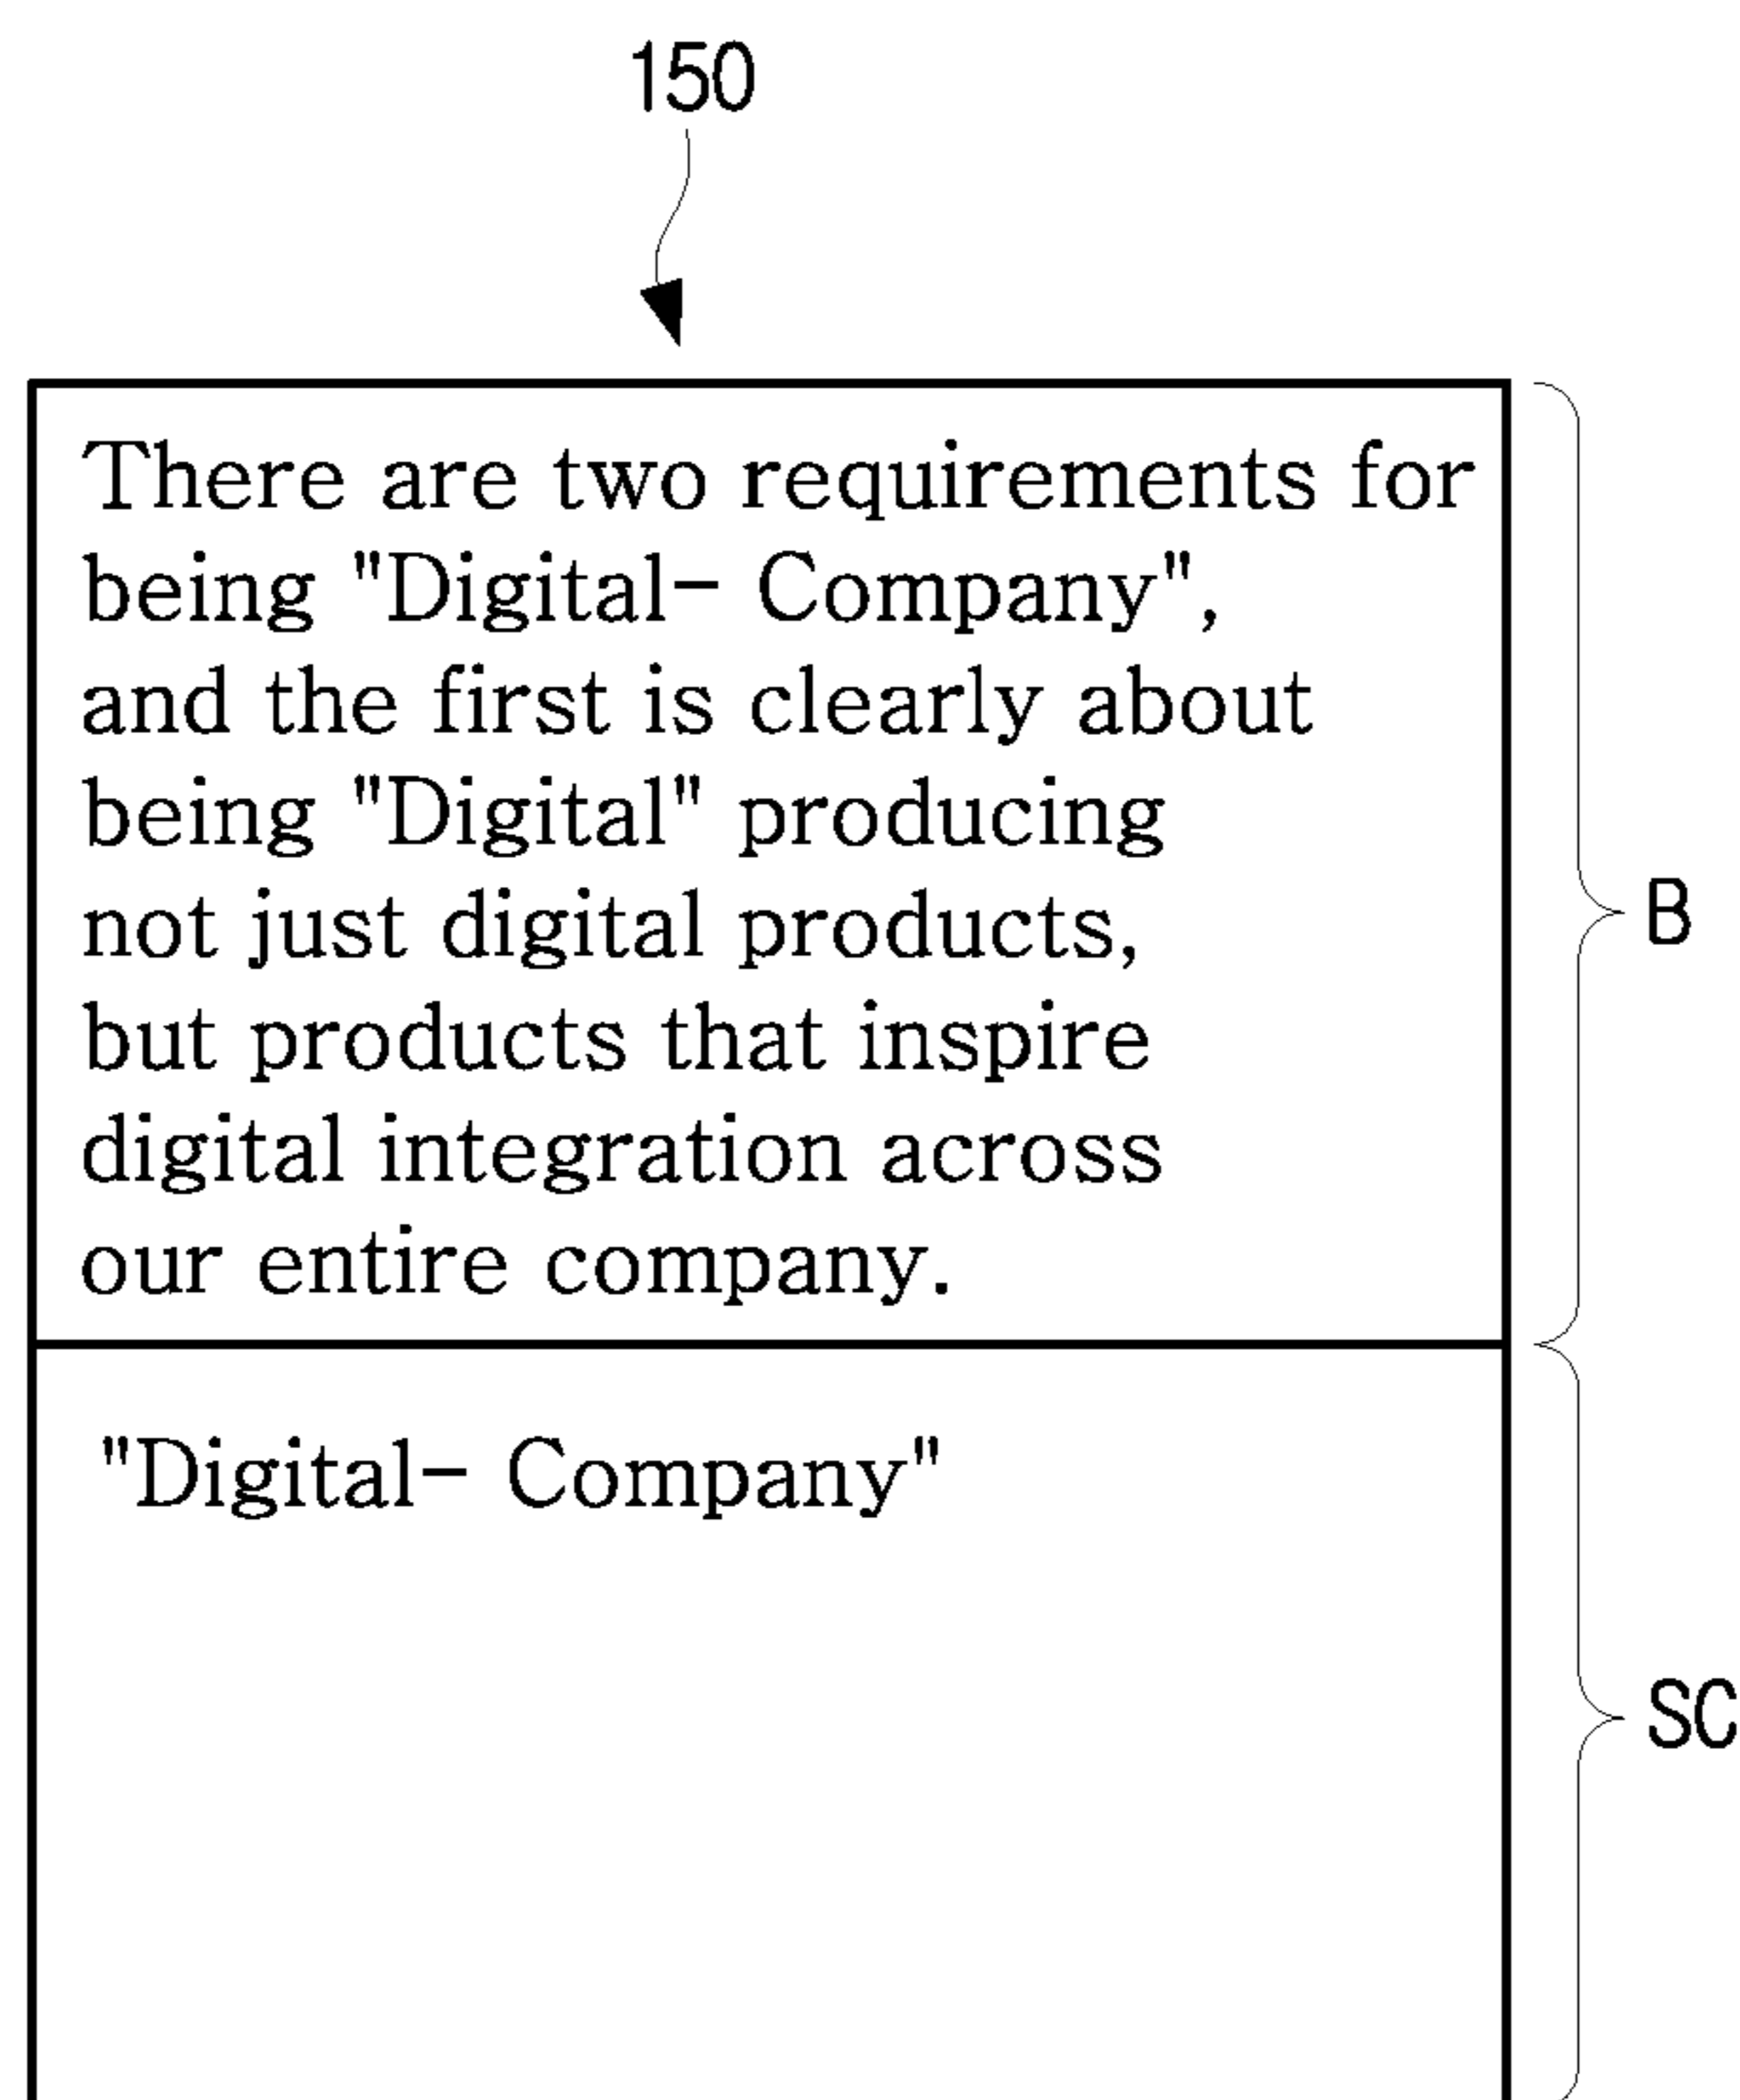 150
There are two requirements for
being "Digital- Company",
and the first is clearly about
being "Digital" producing
not just digital products,
but products that inspire
digital integration across
our entire company.
B
"Digital- Company"
SC